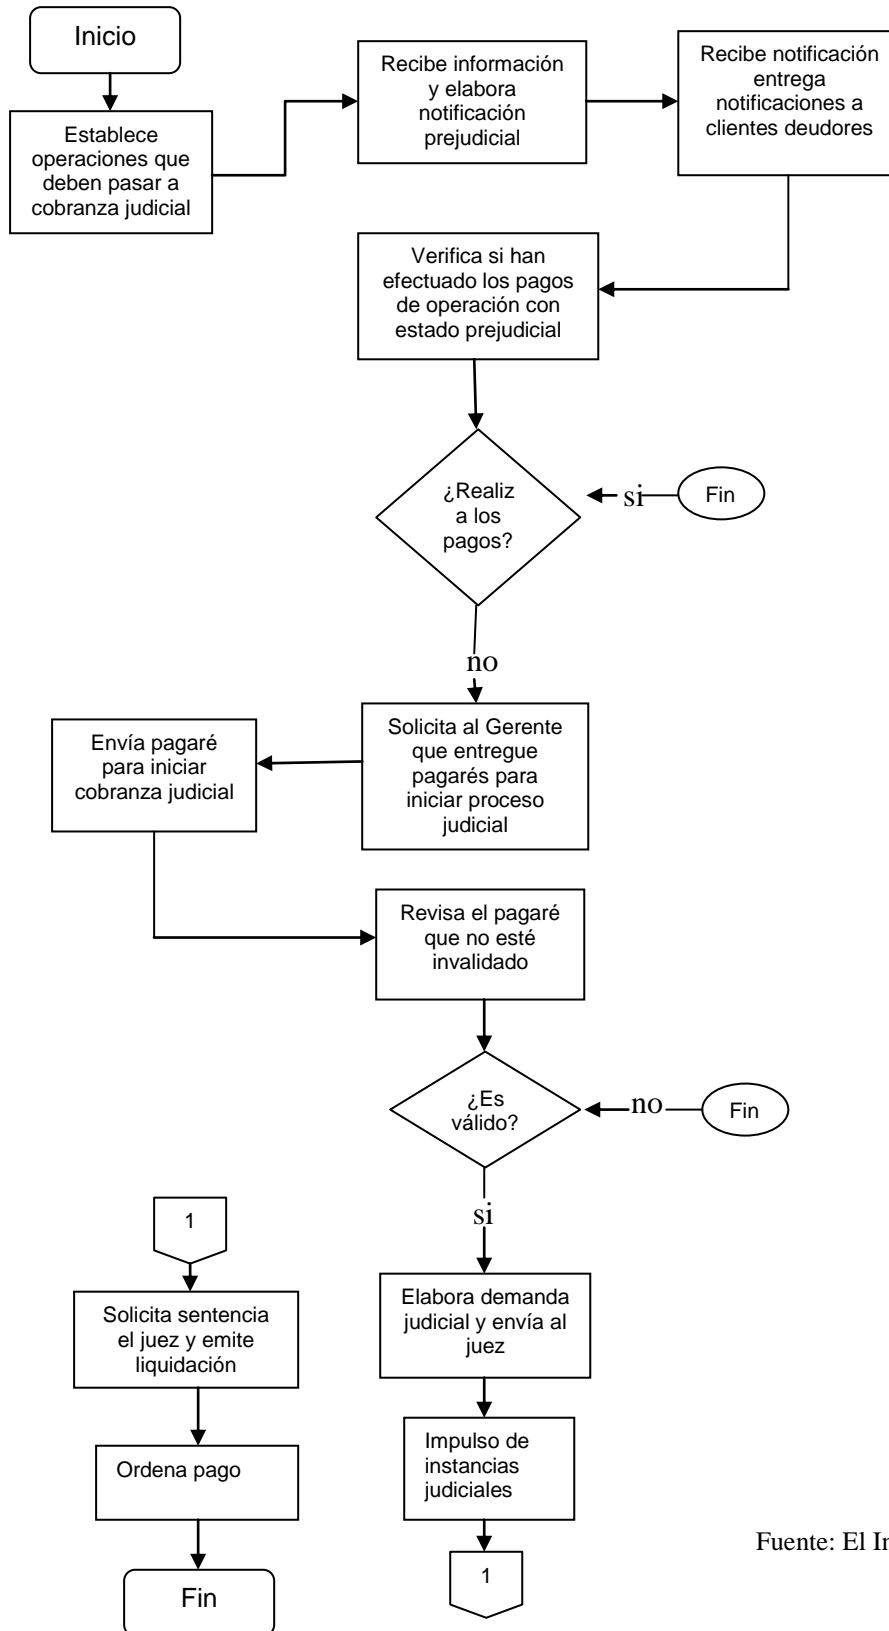 Inicio
Establece
operaciones que
deben pasar a
cobranza judicial
Recibe información
y elabora
notificación
prejudicial
Recibe notificación
entrega
notificaciones a
clientes deudores
Verifica si han
efectuado los pagos
de operación con
estado prejudicial
¿Realiz
a los
pagos?
si
Fin
no
Solicita al Gerente
que entregue
pagarés para
iniciar proceso
judicial
Envía pagaré
para iniciar
cobranza judicial
Revisa el pagaré
que no esté
invalidado
¿Es
válido?
no
Fin
si
Elabora demanda
judicial y envía al
juez
Impulso de
instancias
judiciales
1
1
Solicita sentencia
el juez y emite
liquidación
Ordena pago
Fin
Fuente: El